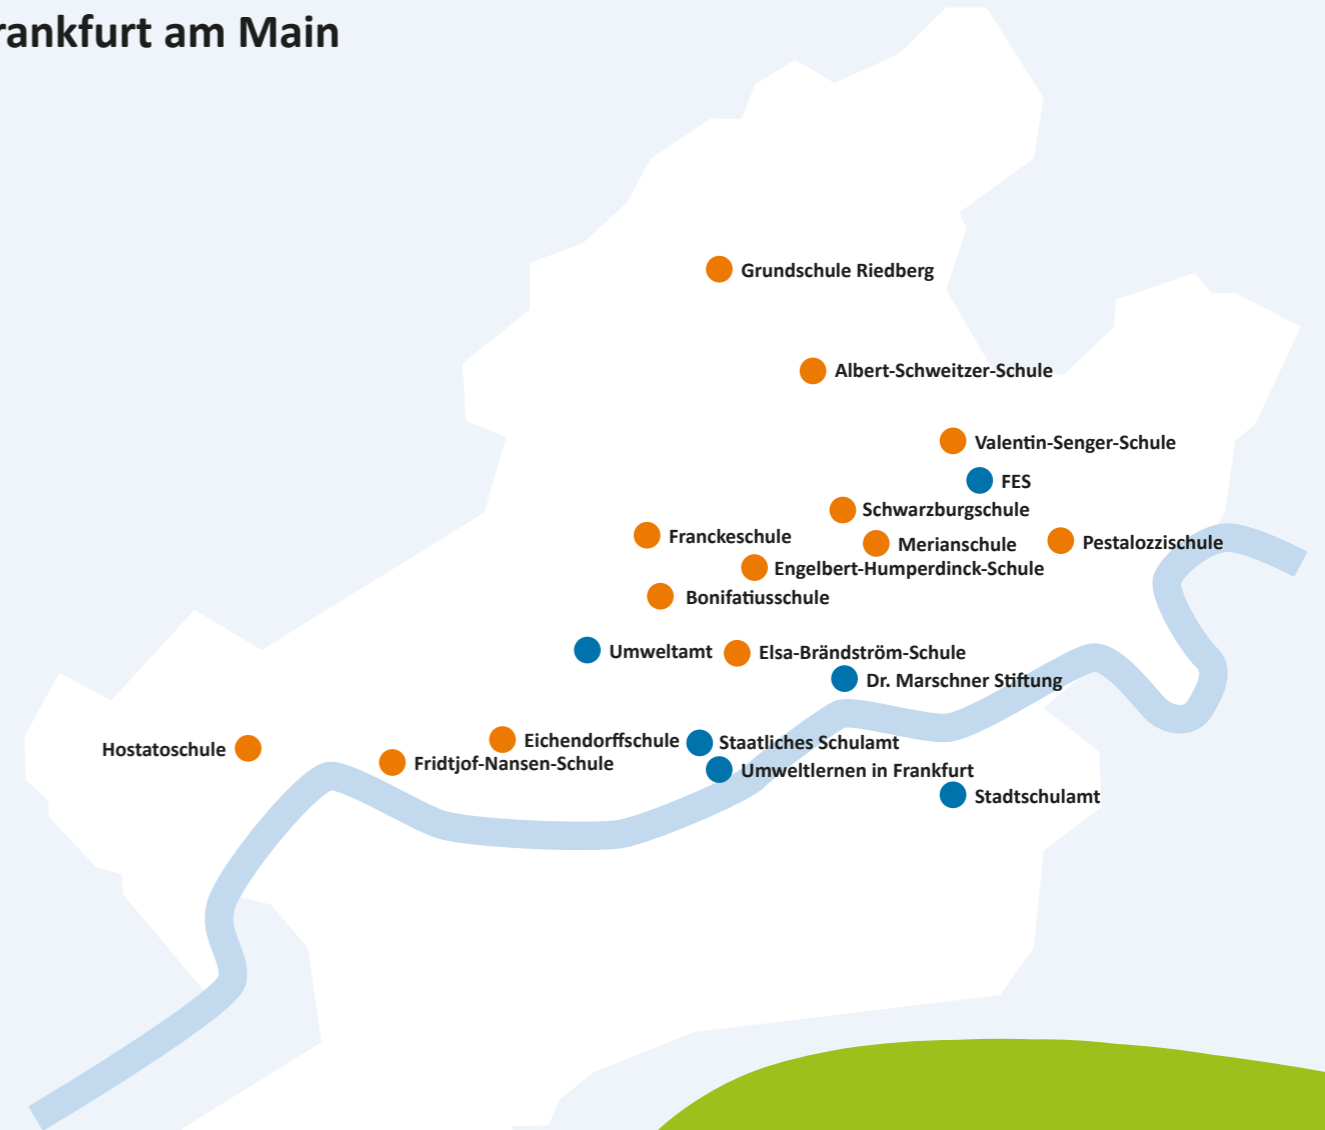 rankfurt am Main
Grundschule Riedberg
Albert-Schweitzer-Schule
Valentin-Senger-Schule
FES
Schwarzburgschule
Franckeschule
Merianschule
Pestalozzischule
Engelbert-Humperdinck-Schule
Bonifatiusschule
Umweltamt
Elsa-Brändström-Schule
Dr. Marschner Stiftung
Hostatoschule
Eichendorffschule
Staatliches Schulamt
Fridtjof-Nansen-Schule
Umweltlernen in Frankfurt
Stadtschulamt